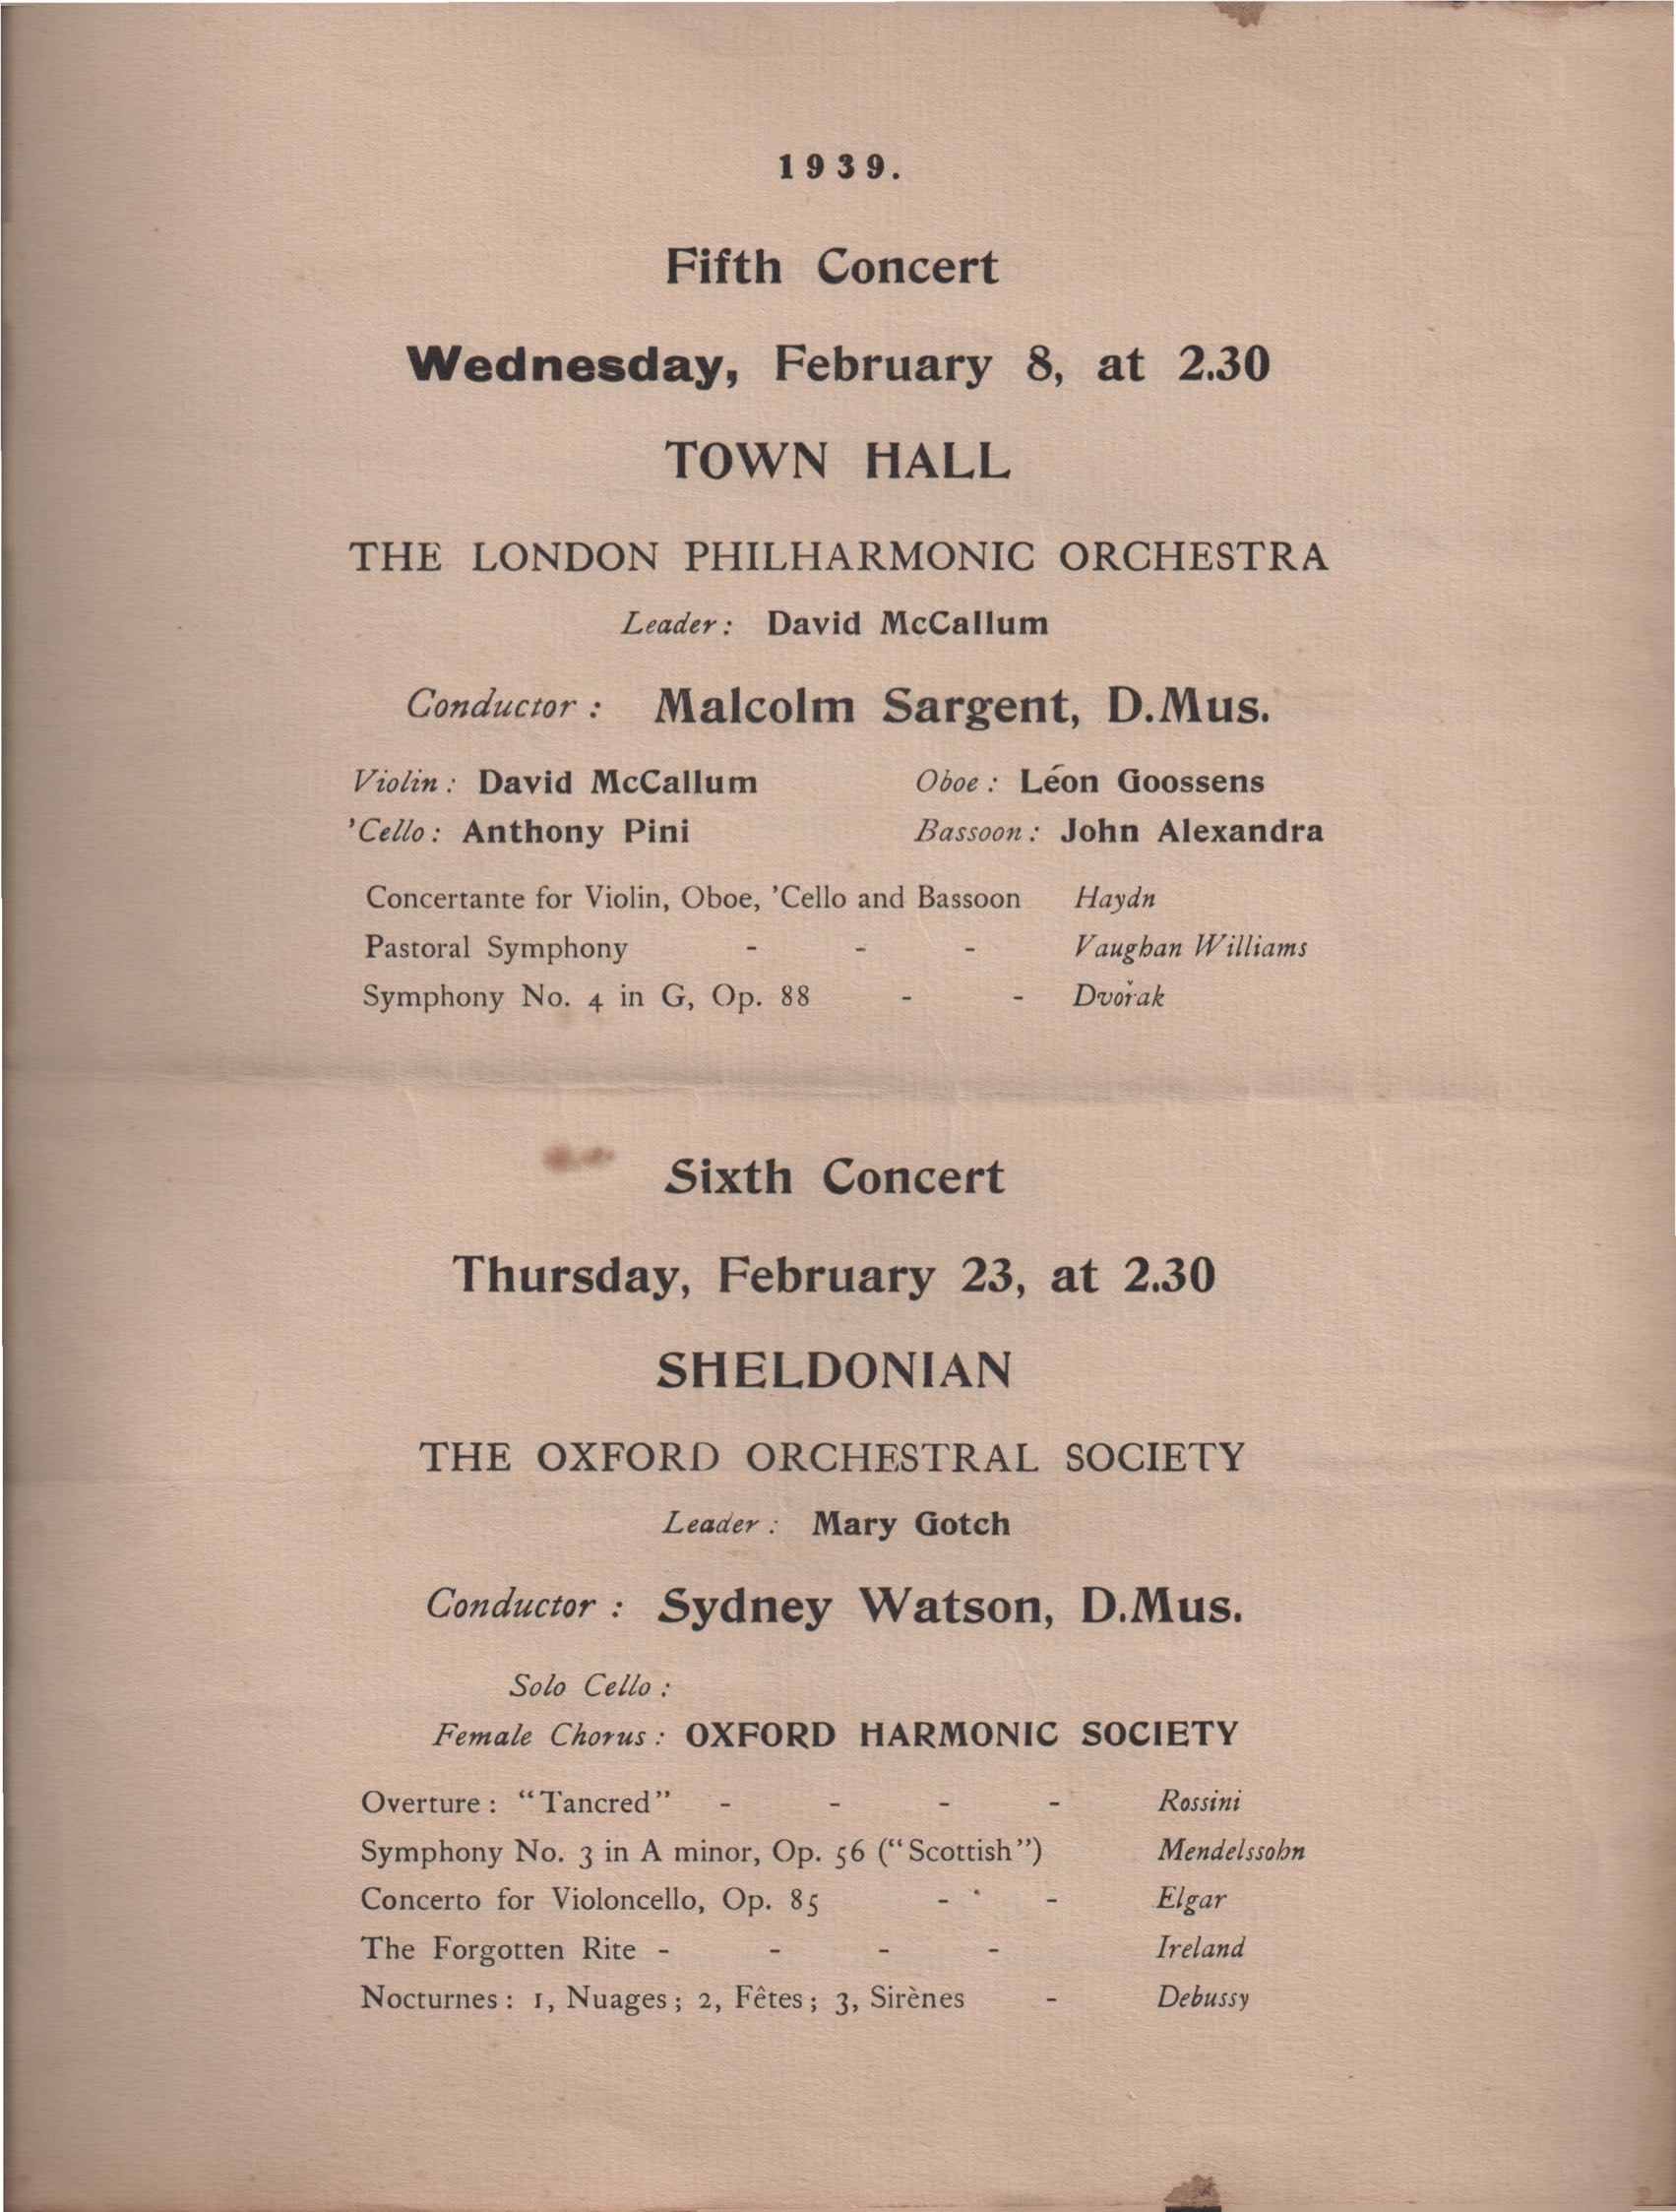 1939.
Fifth Concert
Wednesday, February 8, at 2.30
TOWN HALL
THE LONDON PHILHARMONIC ORCHESTRA
Leader: David McCallum
Conductor: Malcolm Sargent, D.Mus.
Violin: David McCallum Oboe: Léon Goossens
'Cello: Anthony Pini Bassoon: John Alexandra
Concertante for Violin, Oboe, 'Cello and Bassoon Haydn
Pastoral Symphony - - - Vaughan Williams
Symphony No. 4 in G, Op. 88 - - Dvořak
Sixth Concert
Thursday, February 23, at 2.30
SHELDONIAN
THE OXFORD ORCHESTRAL SOCIETY
Leader: Mary Gotch
Conductor: Sydney Watson, D.Mus.
Solo Cello:
Female Chorus: OXFORD HARMONIC SOCIETY
Overture: "Tancred" - - - - Rossini
Symphony No. 3 in A minor, Op. 56 ("Scottish") Mendelssohn
Concerto for Violoncello, Op. 85 - - Elgar
The Forgotten Rite - - - - Ireland
Nocturnes: 1, Nuages; 2, Fêtes; 3, Sirènes - Debussy